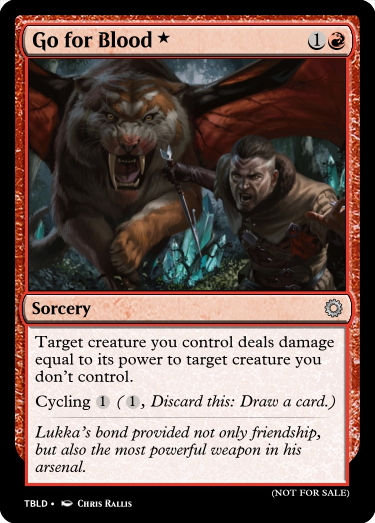 Go for Blood ★ 1
Sorcery
Target creature you control deals damage
equal to its power to target creature you
don't control.
Cycling 1 (1, Discard this: Draw a card.)
Lukka's bond provided not only friendship,
but also the most powerful weapon in his
arsenal.
(NOT FOR SALE)
TBLD • Chris Rallis